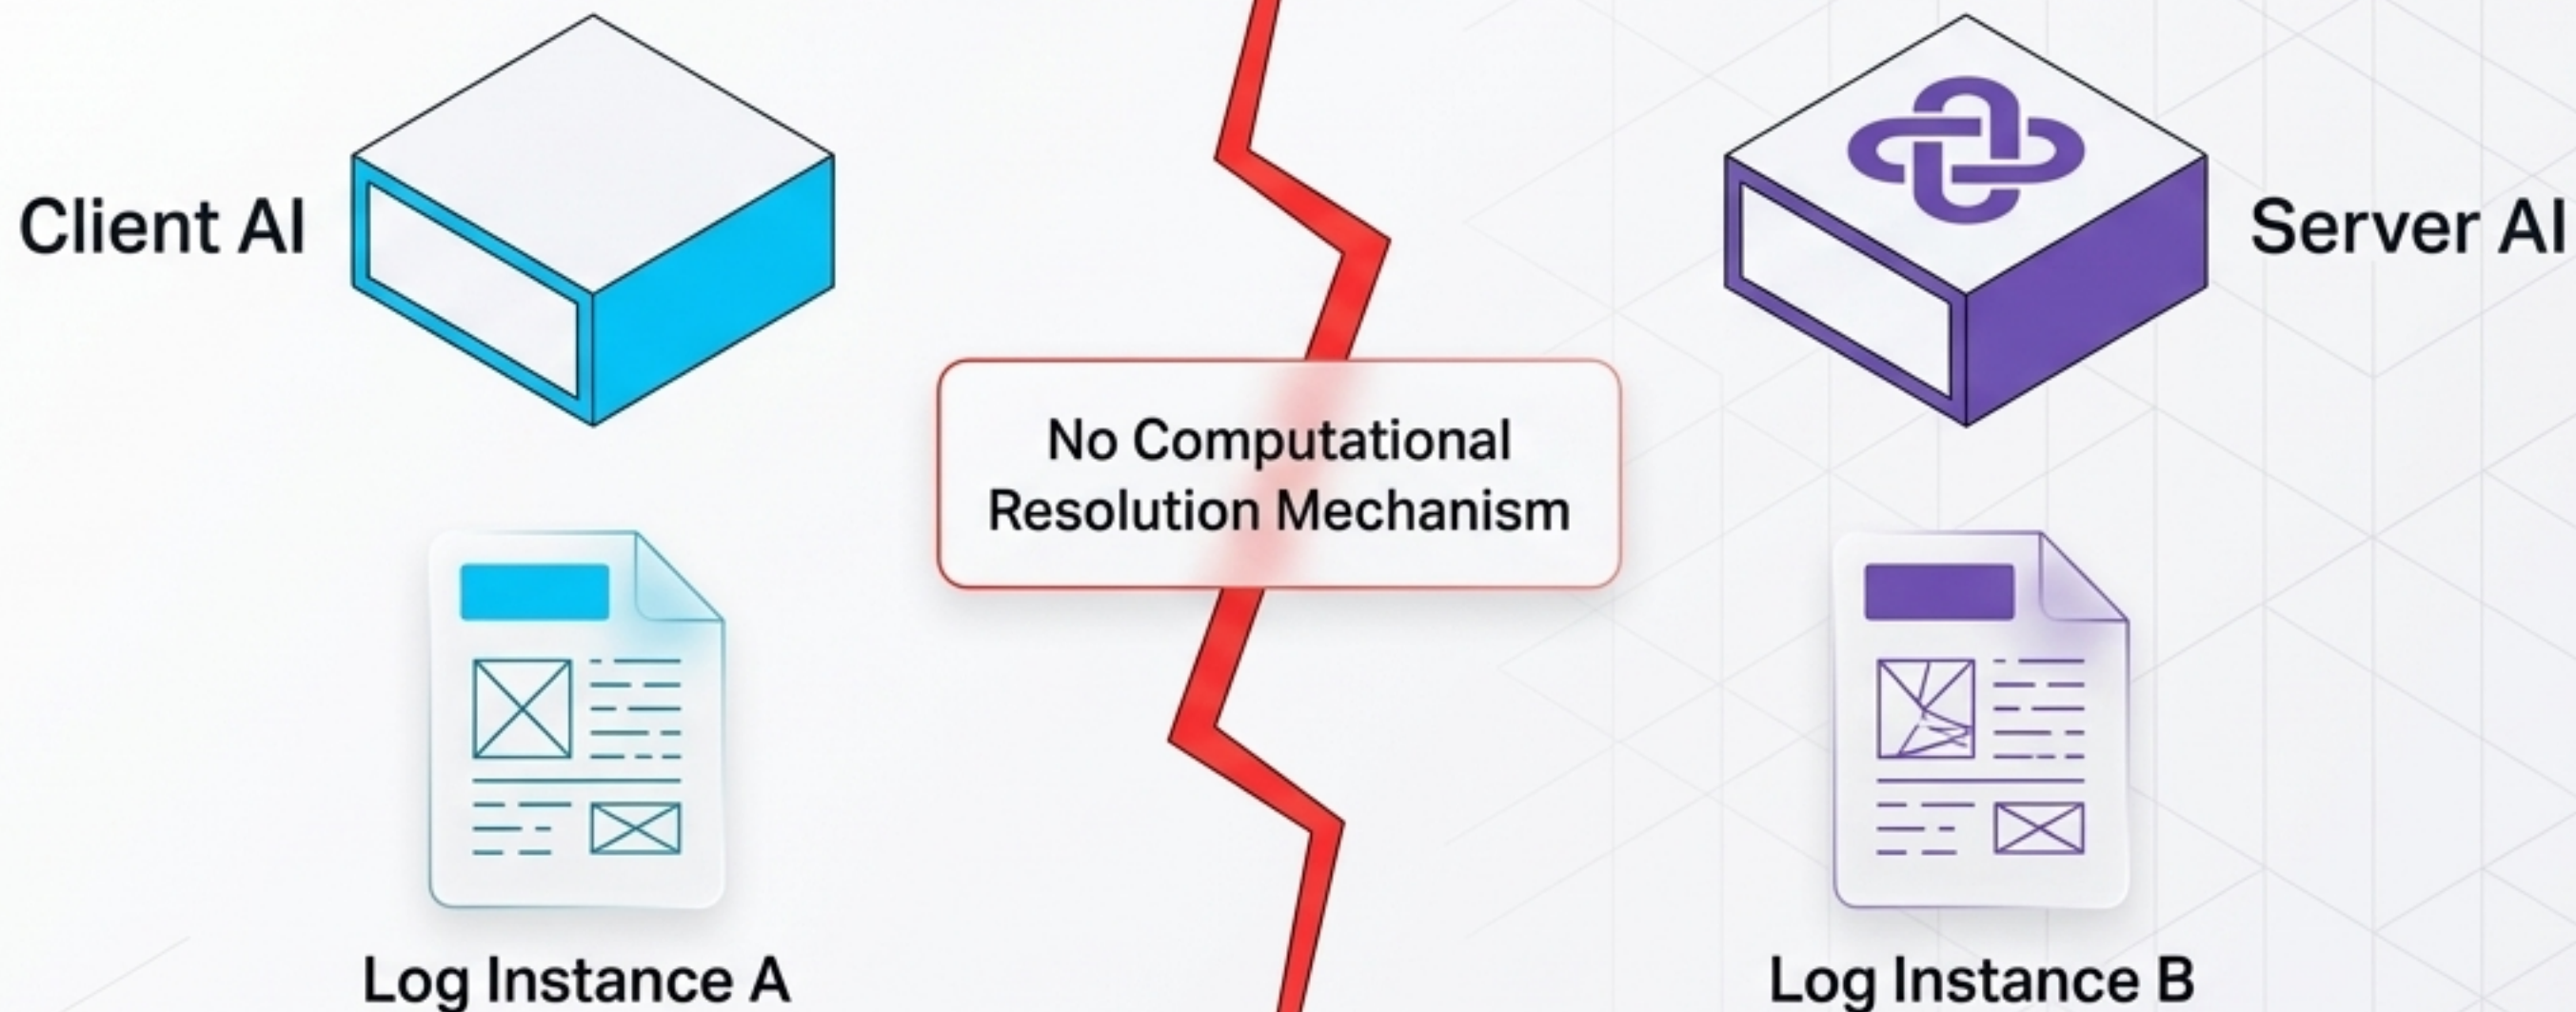 Client AI
Server AI
No Computational
Resolution Mechanism
Log Instance A
Log Instance B